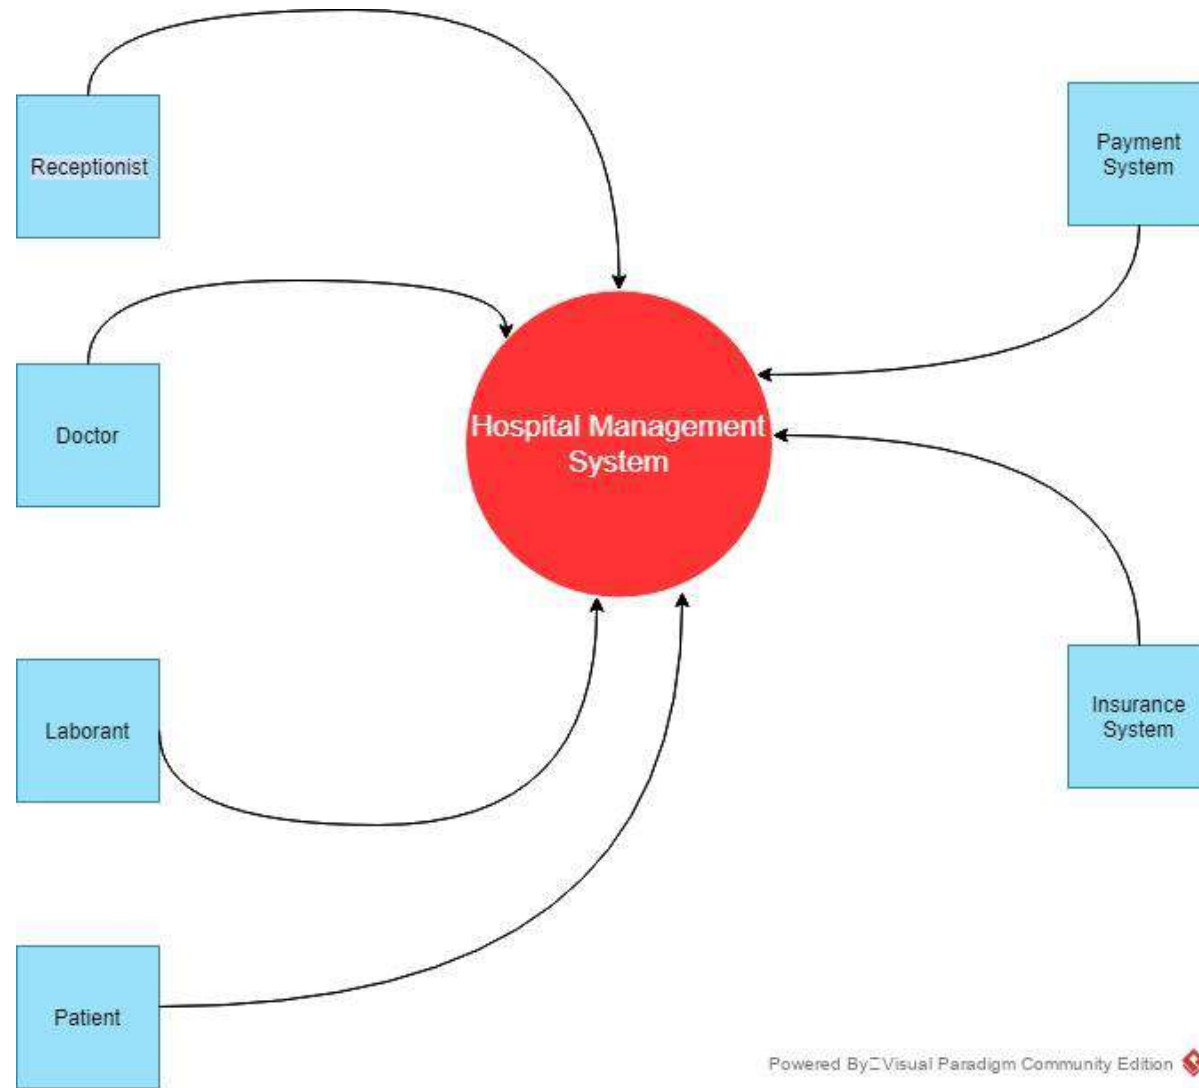 Receptionist
Payment
System
Doctor
Hospital Management
System
Laborant
Insurance
System
Patient
Powered By Visual Paradigm Community Edition